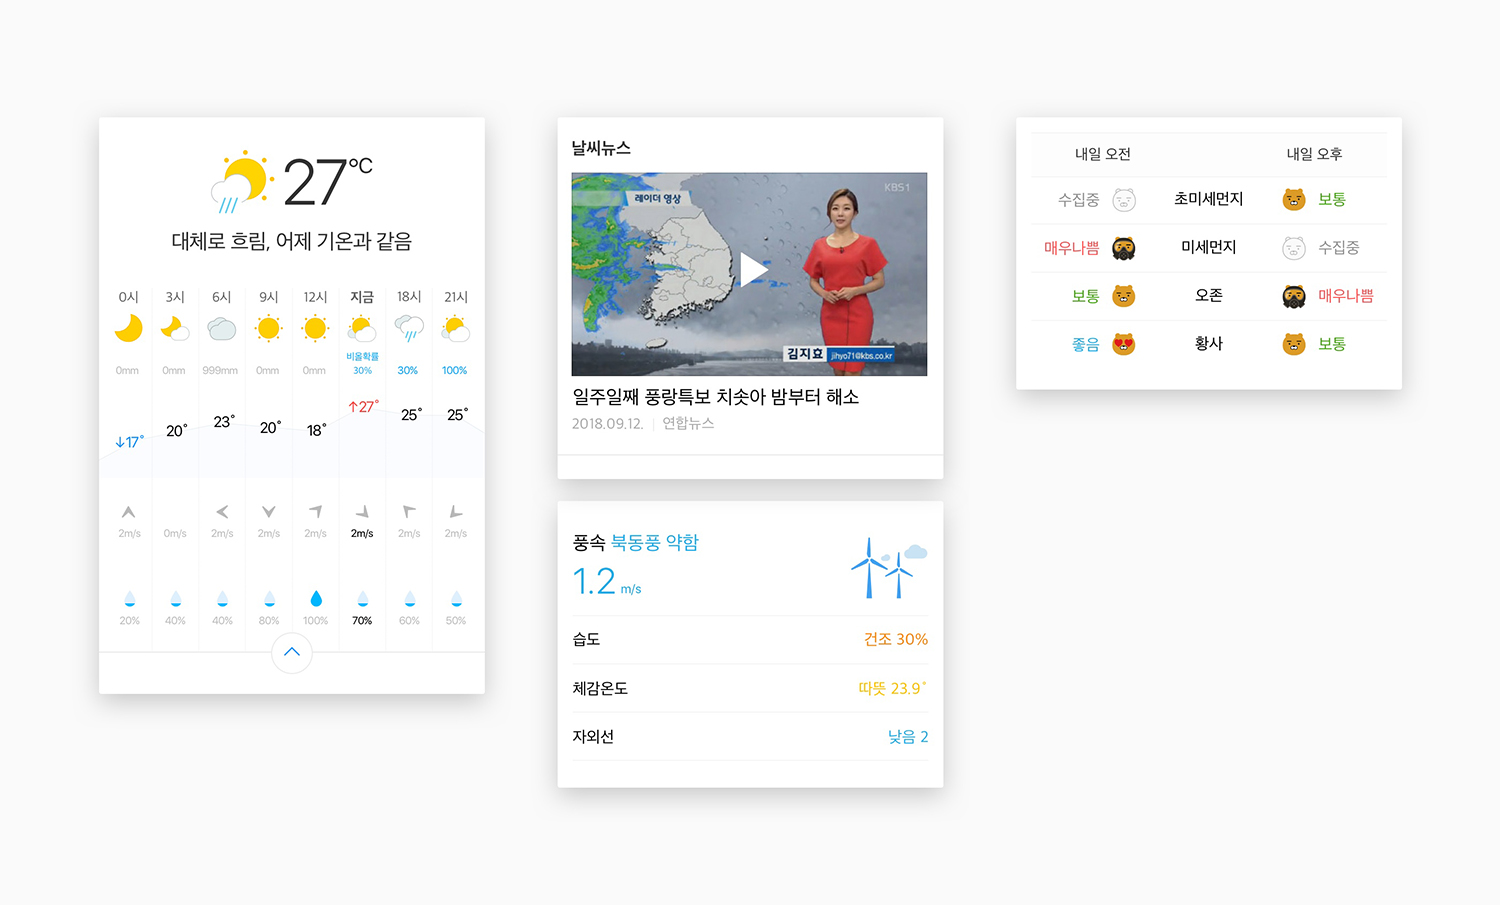 27℃
대체로 흐림, 어제 기온과 같음
0시 3시 6시 9시 12시 지금 18시 21시
비올확률
0mm 0mm 999mm 0mm 0mm 30% 30% 100%
↓17° 20° 23° 20° 18° ↑27° 25° 25°
2m/s 0m/s 2m/s 2m/s 2m/s 2m/s 2m/s 2m/s
20% 40% 40% 80% 100% 70% 60% 50%
날씨뉴스
레이더 영상
KBS1
김지효 jihyo71@kbs.co.kr
일주일째 풍랑특보 치솟아 밤부터 해소
2018.09.12. | 연합뉴스
풍속 북동풍 약함
1.2 m/s
습도 건조 30%
체감온도 따뜻 23.9°
자외선 낮음 2
내일 오전 내일 오후
수집중 초미세먼지 보통
매우나쁨 미세먼지 수집중
보통 오존 매우나쁨
좋음 황사 보통